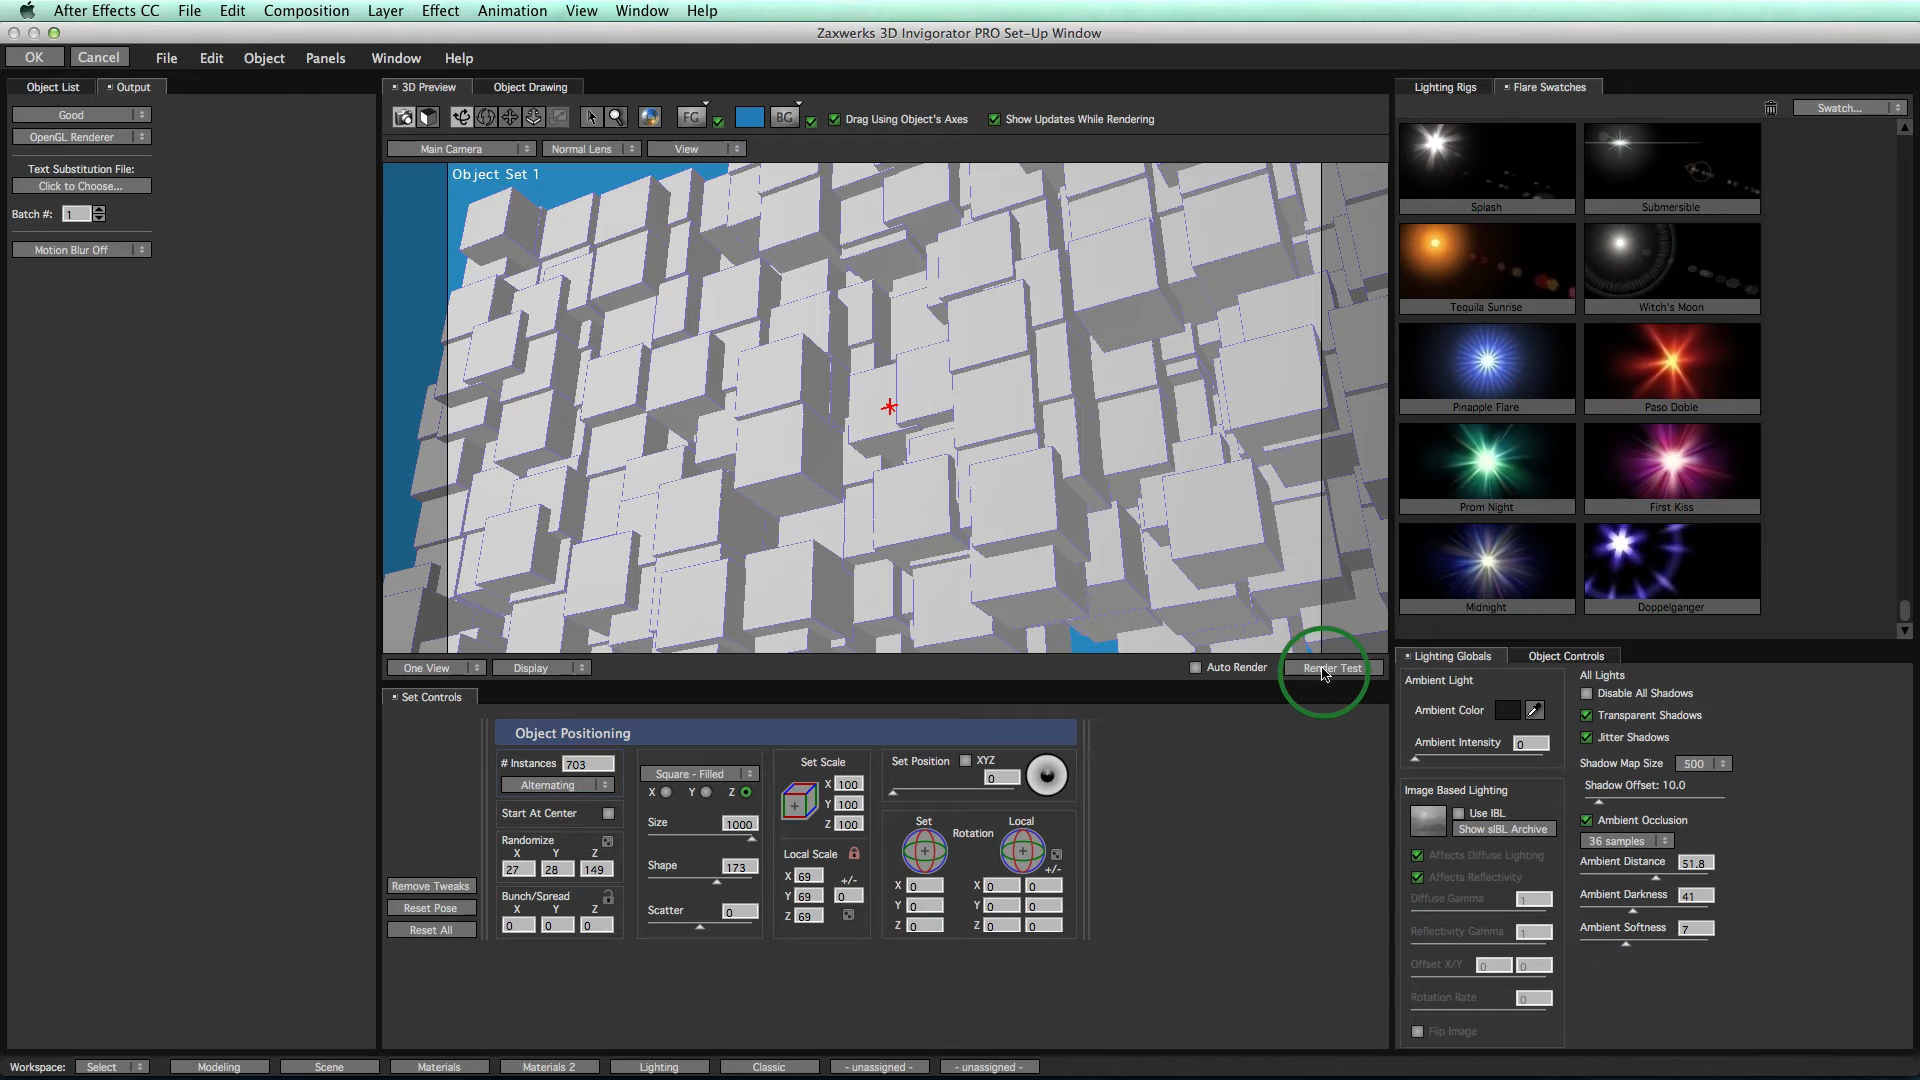 After Effects CC File Edit Composition Layer Effect Animation View Window Help
Zaxwerks 3D Invigorator PRO Set-Up Window
OK Cancel File Edit Object Panels Window Help
Object List Output
Good
OpenGL Renderer
Text Substitution File:
Click to Choose...
Batch #: 1
Motion Blur Off
3D Preview Object Drawing
FG BG Drag Using Object's Axes Show Updates While Rendering
Main Camera Normal Lens View
Object Set 1
One View Display Auto Render Render Test
Set Controls
Remove Tweaks
Reset Pose
Reset All
Object Positioning
# Instances 703
Alternating
Start At Center
Randomize
X Y Z
27 28 149
Bunch/Spread
X Y Z
0 0 0
Square - Filled
X Y Z
Size 1000
Shape 173
Scatter 0
Set Scale
X 100
Y 100
Z 100
Local Scale
X 69 +/-
Y 69 0
Z 69
Set Position XYZ
0
Set Rotation Local
+/-
X 0 X 0 0
Y 0 Y 0 0
Z 0 Z 0 0
Lighting Rigs Flare Swatches
Swatch...
Splash Submersible
Tequila Sunrise Witch's Moon
Pinapple Flare Paso Doble
Prom Night First Kiss
Midnight Doppelganger
Lighting Globals Object Controls
Ambient Light
Ambient Color
Ambient Intensity 0
Image Based Lighting
Use IBL
Show sIBL Archive
Affects Diffuse Lighting
Affects Reflectivity
Diffuse Gamma 1
Reflectivity Gamma 1
Offset X/Y 0 0
Rotation Rate 0
Flip Image
All Lights
Disable All Shadows
Transparent Shadows
Jitter Shadows
Shadow Map Size 500
Shadow Offset: 10.0
Ambient Occlusion
36 samples
Ambient Distance 51.8
Ambient Darkness 41
Ambient Softness 7
Workspace: Select Modeling Scene Materials Materials 2 Lighting Classic - unassigned - - unassigned -